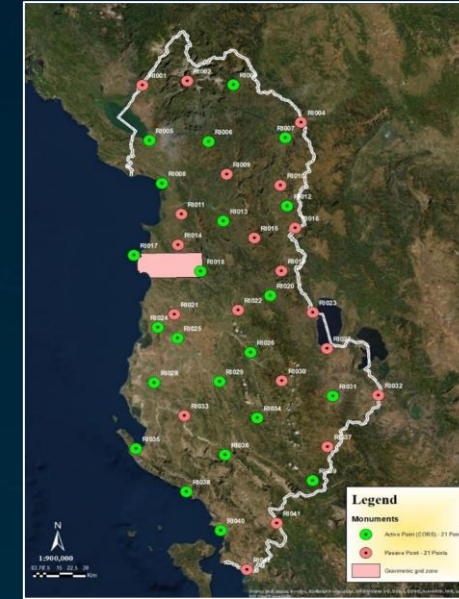 RI001
RI002
RI004
RI005
RI006
RI007
RI008
RI009
RI011
RI012
RI013
RI014
RI015
RI016
RI017
RI018
RI020
RI021
RI022
RI023
RI024
RI025
RI026
RI028
RI029
RI030
RI031
RI032
RI033
RI034
RI035
RI036
RI037
RI038
RI040
RI041
Legend
Monuments
Active Point (CORS) - 21 Point
Passive Point - 21 Points
Gravimetric grid zone
N
1:900,000
Km